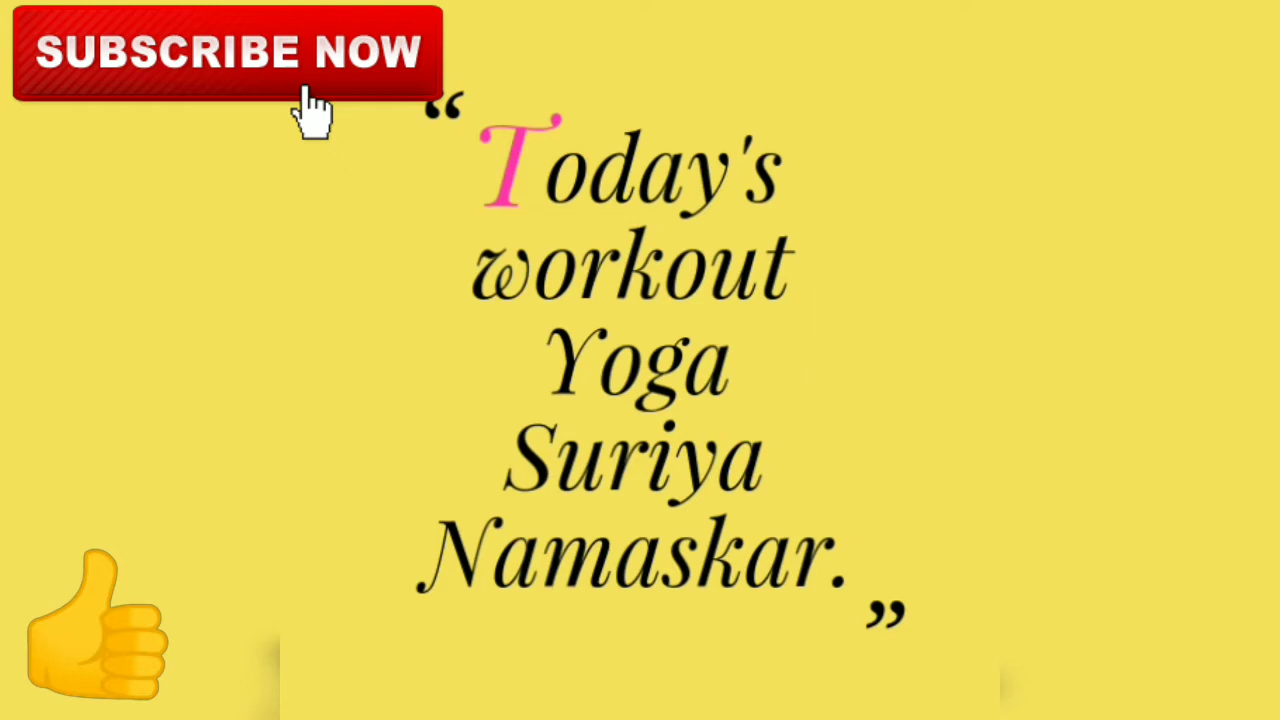 SUBSCRIBE NOW
“Today's
workout
Yoga
Suriya
Namaskar.
”